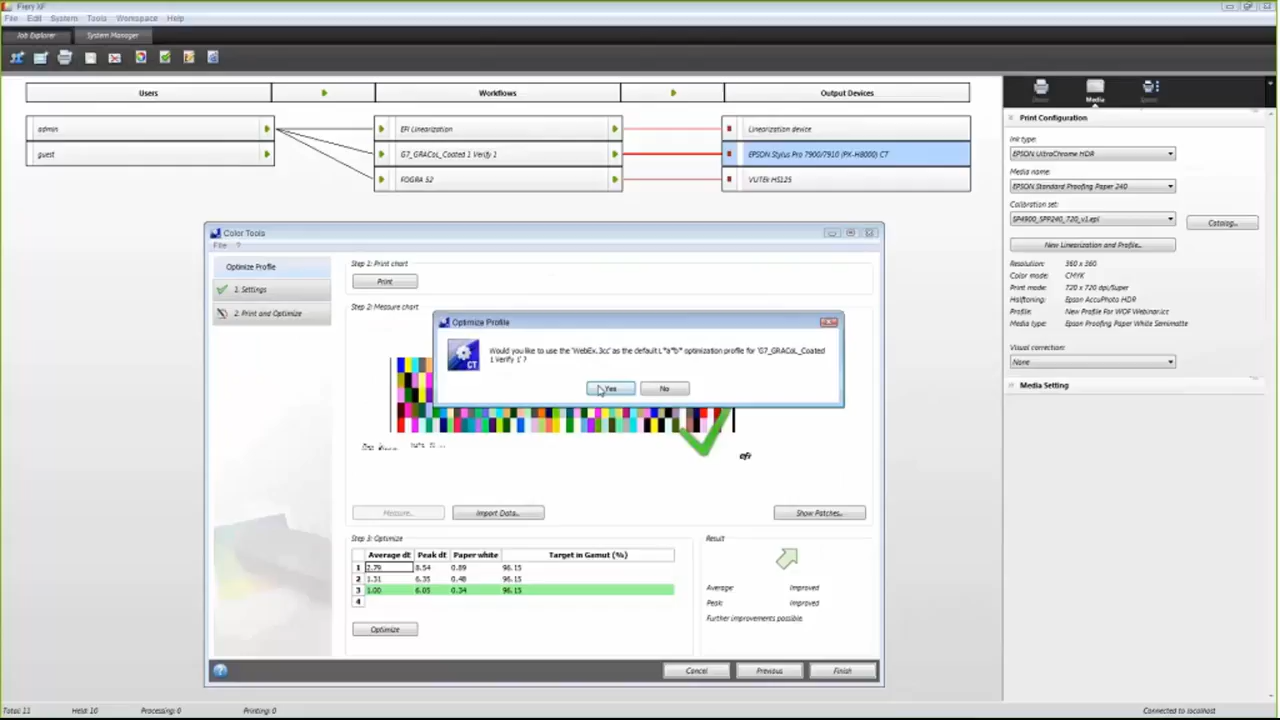 Fiery XF
File Edit System Tools Workspace Help
Job Explorer System Manager
Users Workflows Output Devices
admin EFI Linearization Linearization device
guest G7_GRACoL_Coated 1 Verify 1 EPSON Stylus Pro 7900/7910 (PX-H8000) CT
FOGRA 52 VUTEk HS125
Media
Print Configuration
Ink type:
EPSON UltraChrome HDR
Media name:
EPSON Standard Proofing Paper 240
Calibration set:
SP4900_SPP240_720_v1.epl Catalog...
New Linearization and Profile...
Resolution: 360 x 360
Color mode: CMYK
Print mode: 720 x 720 dpi/Super
Halftoning: Epson AccuPhoto HDR
Profile: New Profile For WOF Webinar.icc
Media type: Epson Proofing Paper White Semimatte
Visual correction:
None
Media Setting
Color Tools
File ?
Optimize Profile
1. Settings
2. Print and Optimize
Step 1: Print chart
Print
Step 2: Measure chart
Optimize Profile
Would you like to use the 'WebEx.3cc' as the default L*a*b* optimization profile for 'G7_GRACoL_Coated
1 Verify 1' ?
CT
Yes No
efi
Measure... Import Data... Show Patches...
Step 3: Optimize
Average dt Peak dt Paper white Target in Gamut (%)
1 2.79 8.54 0.89 96.15
2 1.31 6.35 0.48 96.15
3 1.00 6.05 0.34 96.15
4
Optimize
Result
Average: Improved
Peak: Improved
Further improvements possible.
Cancel Previous Finish
Total: 11 Held: 10 Processing: 0 Printing: 0 Connected to localhost